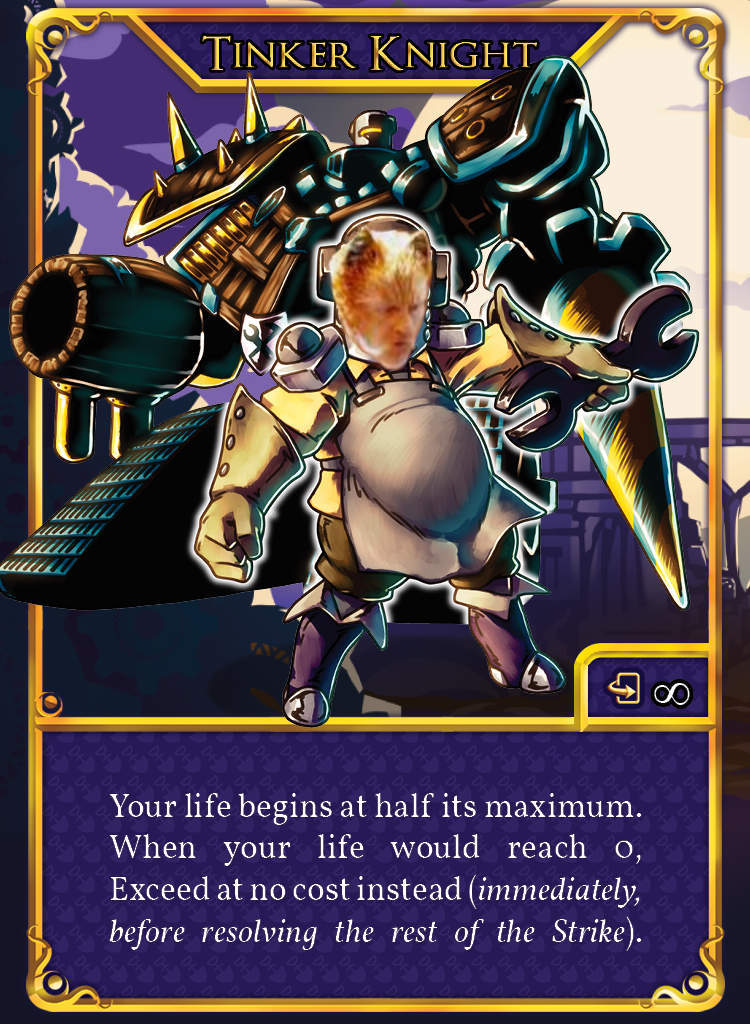 Tinker Knight
∞
Your life begins at half its maximum.
When your life would reach 0,
Exceed at no cost instead (immediately,
before resolving the rest of the Strike).